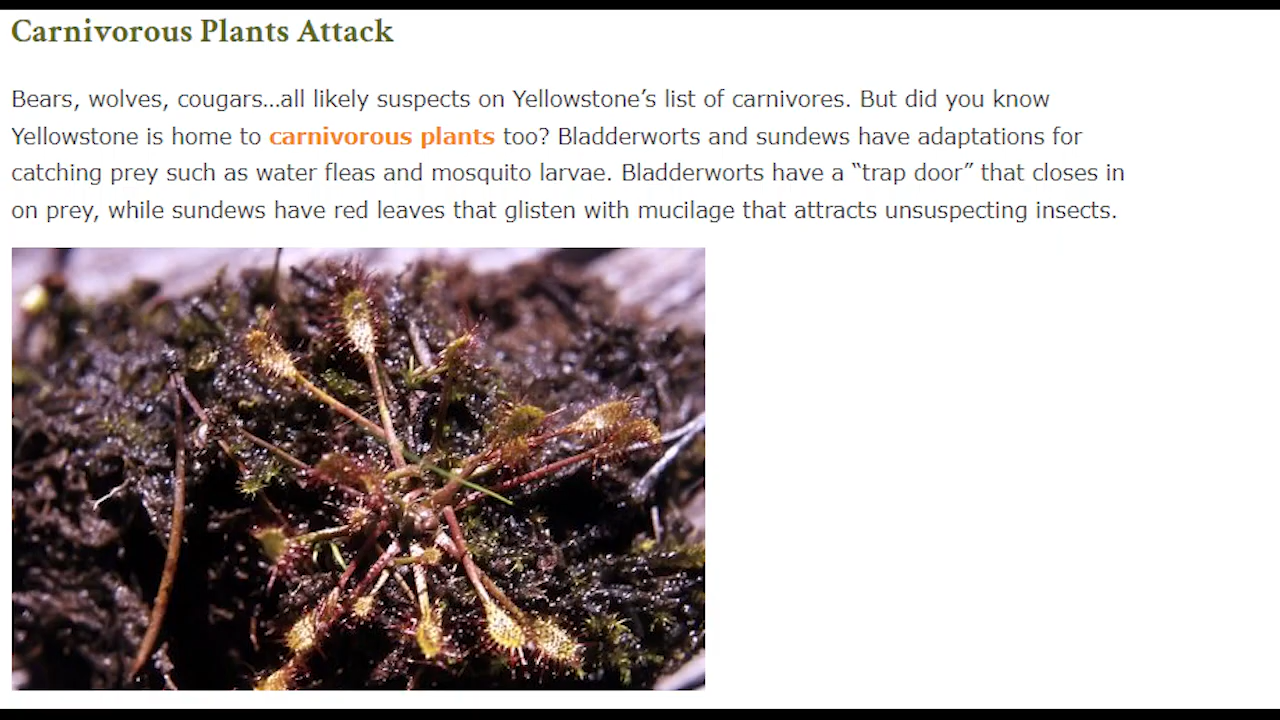 Carnivorous Plants Attack
Bears, wolves, cougars…all likely suspects on Yellowstone’s list of carnivores. But did you know
Yellowstone is home to carnivorous plants too? Bladderworts and sundews have adaptations for
catching prey such as water fleas and mosquito larvae. Bladderworts have a “trap door” that closes in
on prey, while sundews have red leaves that glisten with mucilage that attracts unsuspecting insects.